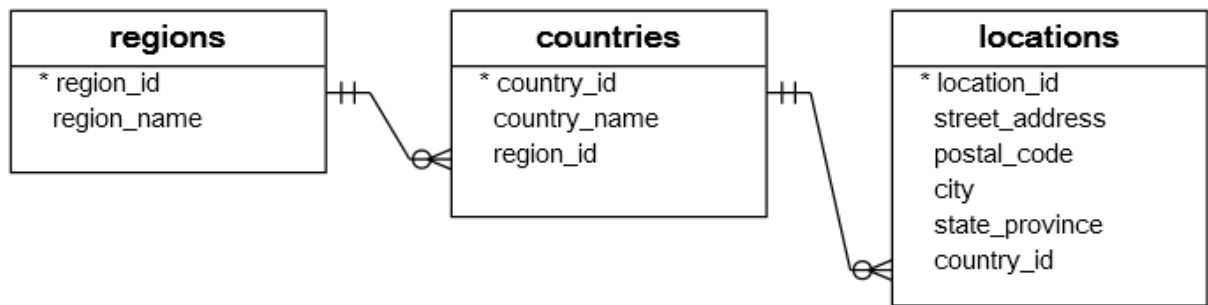 regions
* region_id
region_name
countries
* country_id
country_name
region_id
locations
* location_id
street_address
postal_code
city
state_province
country_id